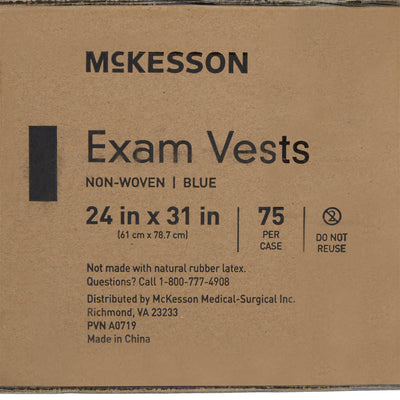 McKESSON
Exam Vests
NON-WOVEN | BLUE
24 in x 31 in
(61 cm x 78.7 cm)
75
PER
CASE
2
DO NOT
REUSE
Not made with natural rubber latex.
Questions? Call 1-800-777-4908
Distributed by McKesson Medical-Surgical Inc.
Richmond, VA 23233
PVN A0719
Made in China